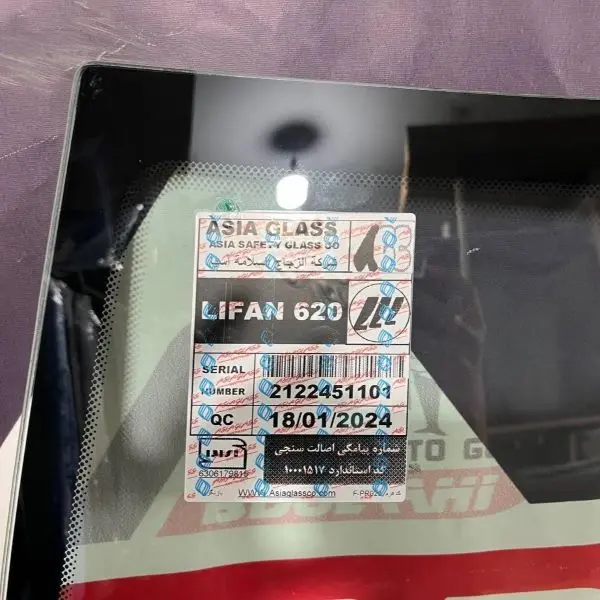 ASIA GLASS
ASIA SAFETY GLASS CO
LIFAN 620
SERIAL
NUMBER
2122451101
QC
18/01/2024
شماره پیامکی اصالت سنجی
کد استاندارد ۱۰۰۰۱۵۱۷
6306179815
WWW.Asiaglassco.com